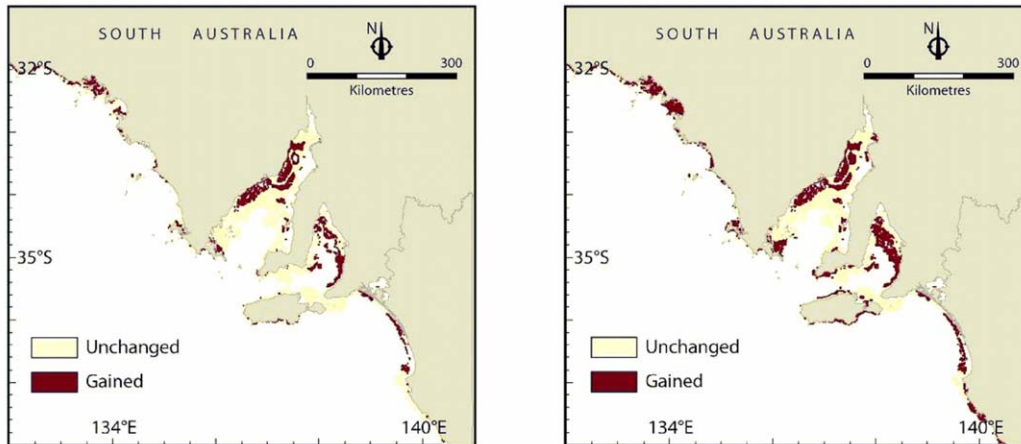 SOUTH AUSTRALIA
N
0 300
Kilometres
32°S
35°S
Unchanged
Gained
134°E 140°E
SOUTH AUSTRALIA
N
0 300
Kilometres
32°S
35°S
Unchanged
Gained
134°E 140°E